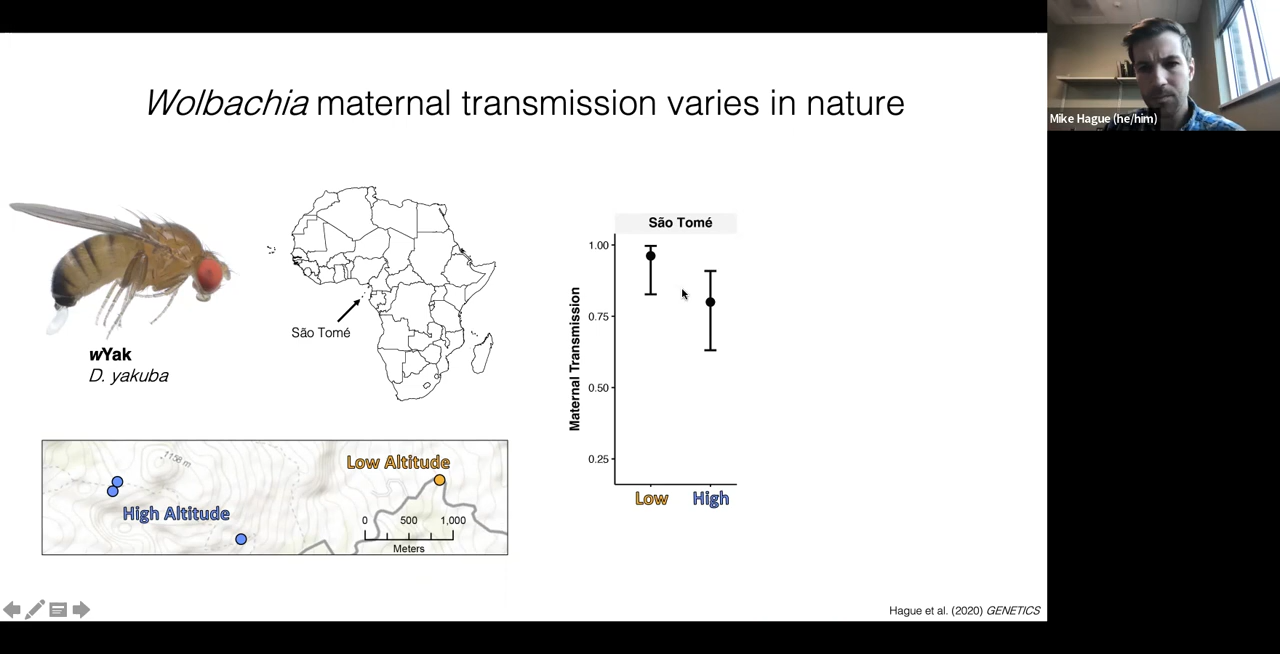 Wolbachia maternal transmission varies in nature
Mike Hague (he/him)
São Tomé
wYak
D. yakuba
1158 m
Low Altitude
High Altitude
0 500 1,000
Meters
São Tomé
1.00
0.75
0.50
0.25
Maternal Transmission
Low High
Hague et al. (2020) GENETICS